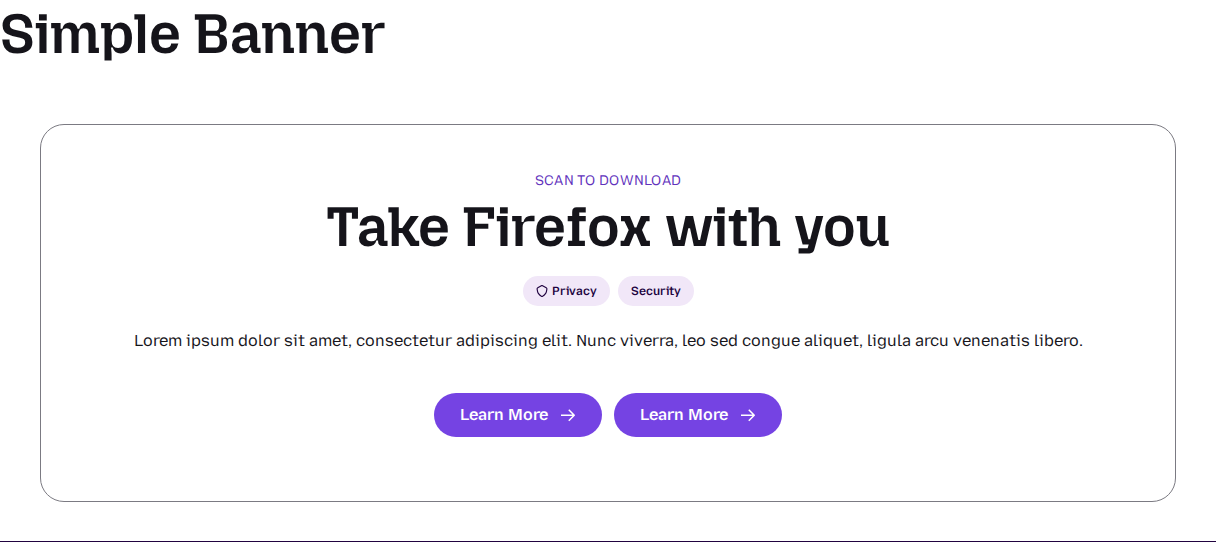 Simple Banner
SCAN TO DOWNLOAD
Take Firefox with you
Privacy Security
Lorem ipsum dolor sit amet, consectetur adipiscing elit. Nunc viverra, leo sed congue aliquet, ligula arcu venenatis libero.
Learn More Learn More